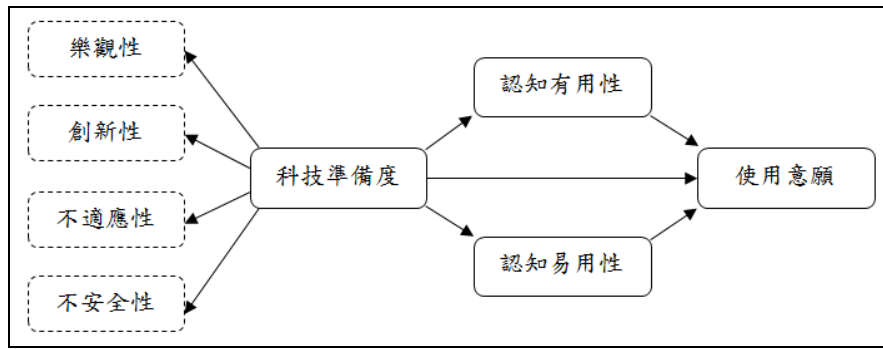 樂觀性
創新性
不適應性
不安全性
科技準備度
認知有用性
認知易用性
使用意願